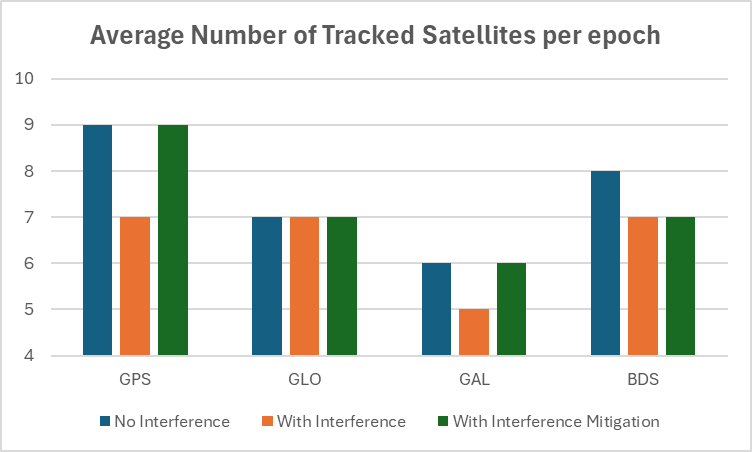 Average Number of Tracked Satellites per epoch
10
9
8
7
6
5
4
GPS GLO GAL BDS
No Interference With Interference With Interference Mitigation